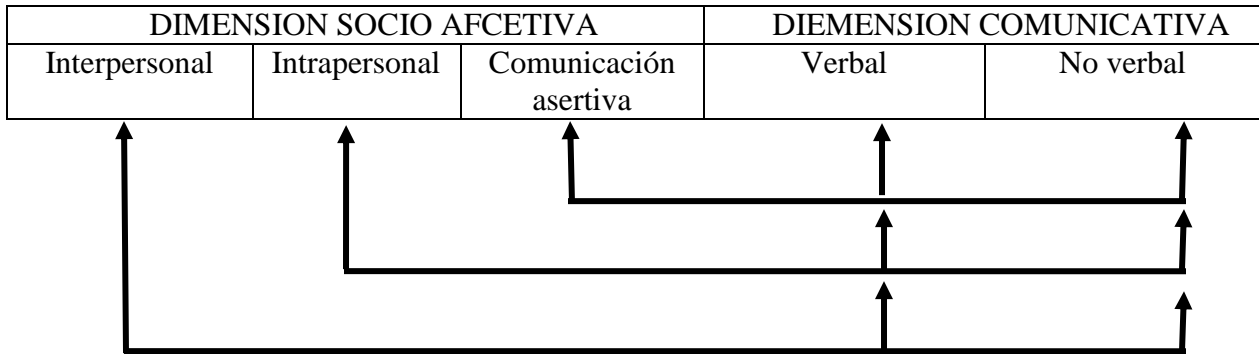 DIMENSION SOCIO AFCETIVA DIEMENSION COMUNICATIVA
Interpersonal Intrapersonal Comunicación Verbal No verbal
asertiva